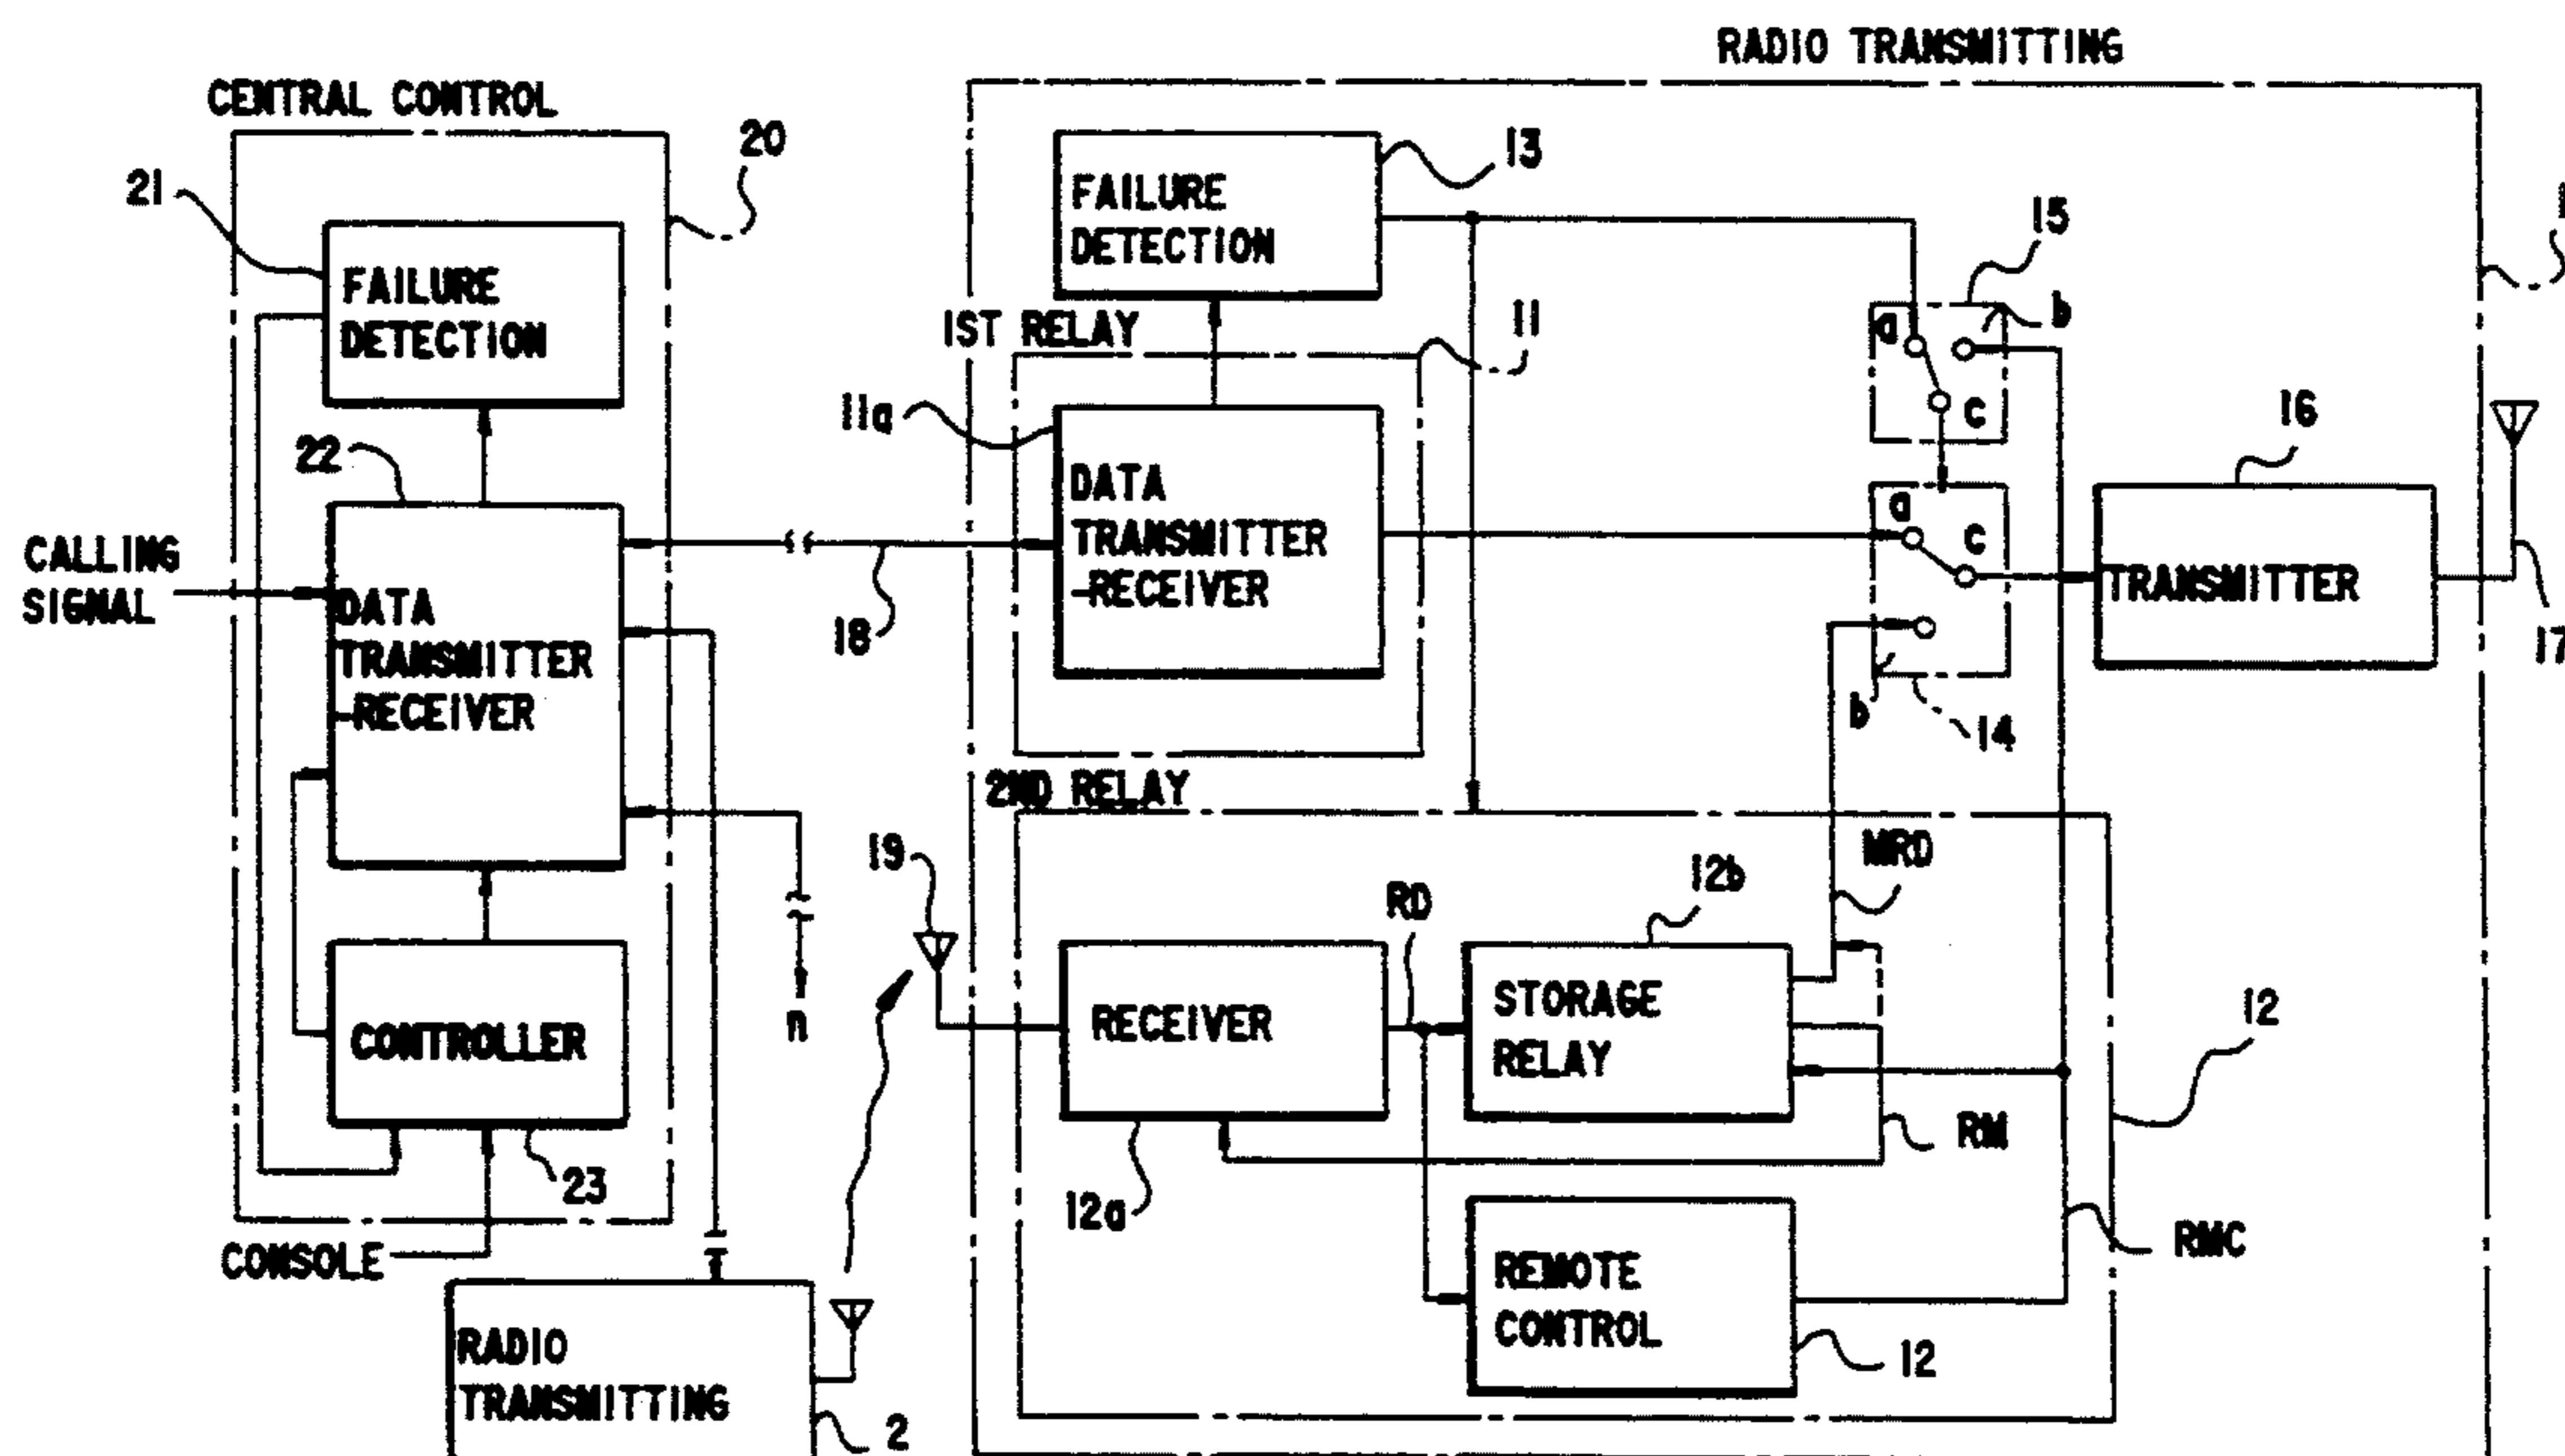 RADIO TRANSMITTING
CENTRAL CONTROL
20
21
FAILURE
DETECTION
22
CALLING
SIGNAL
DATA
TRANSMITTER
-RECEIVER
CONTROLLER
23
CONSOLE
n
RADIO
TRANSMITTING
2
18
19
13
FAILURE
DETECTION
1ST RELAY
11
11a
DATA
TRANSMITTER
-RECEIVER
15
a
b
c
a
c
b
14
16
TRANSMITTER
17
2ND RELAY
MRD
RD
12b
RECEIVER
12a
STORAGE
RELAY
RM
12
REMOTE
CONTROL
12
RMC